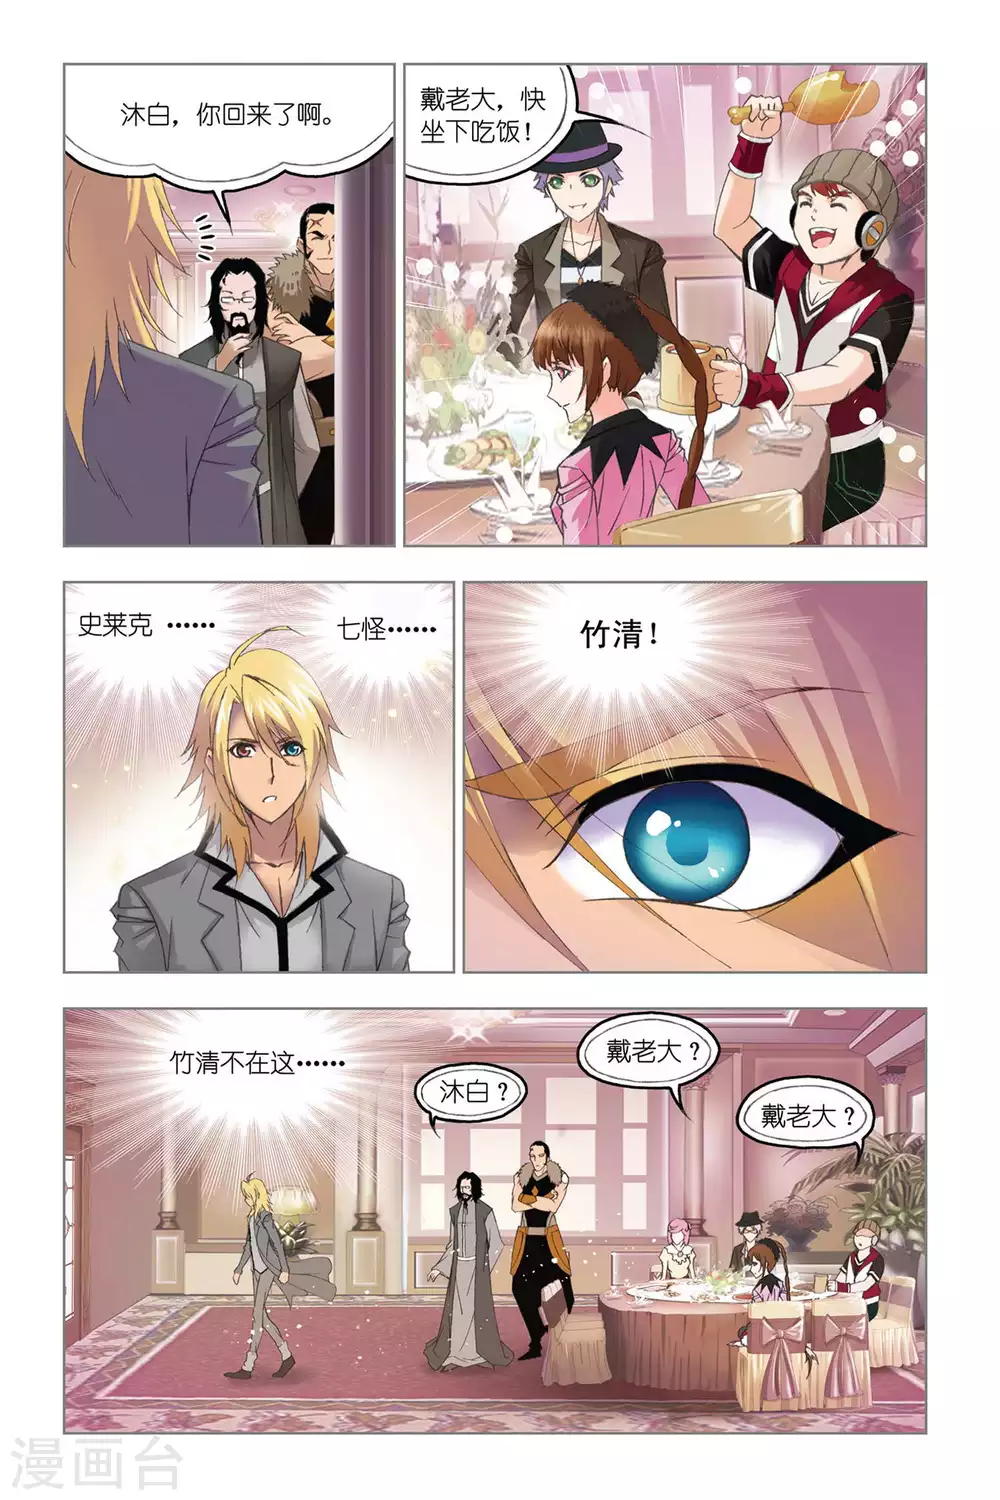 沐白，你回来了啊。
戴老大，快
坐下吃饭！
史莱克……
七怪……
竹清！
竹清不在这……
沐白？
戴老大？
戴老大？
漫画台